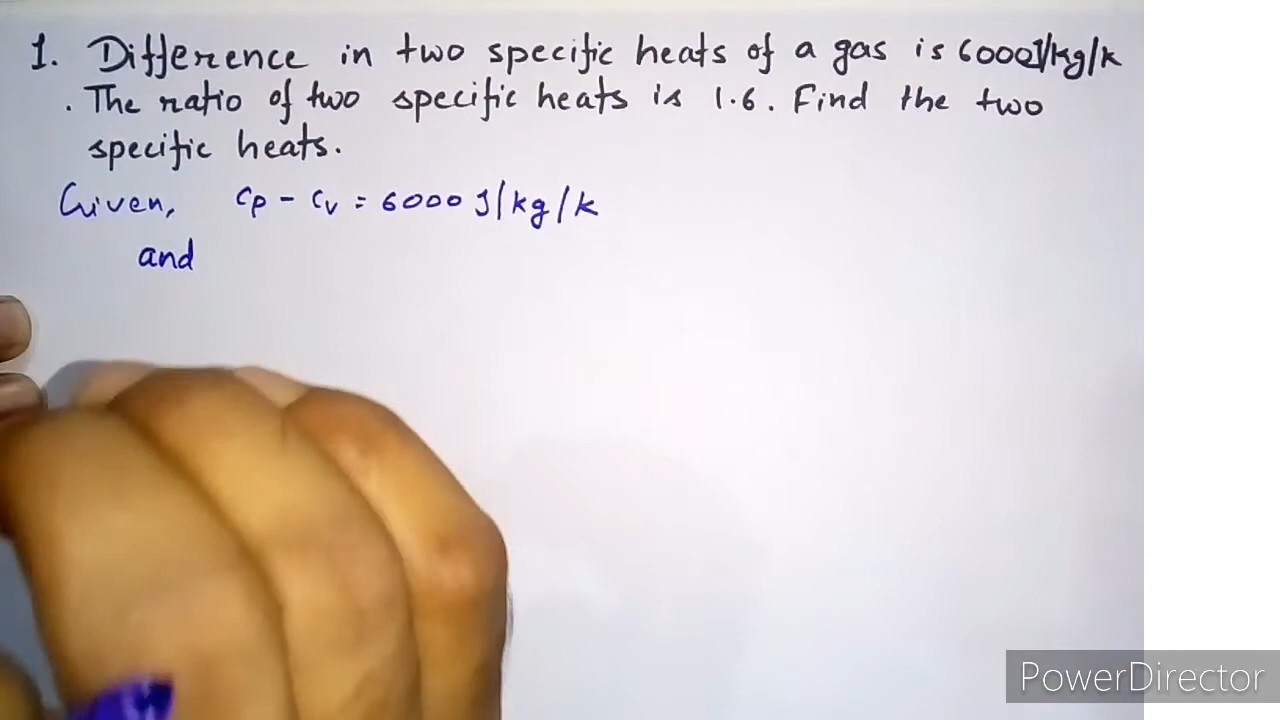 1. Difference in two specific heats of a gas is 6000J/kg/k
. The ratio of two specific heats is 1.6. Find the two
specific heats.
Given, Cp - Cv = 6000 J/kg/k
and
PowerDirector